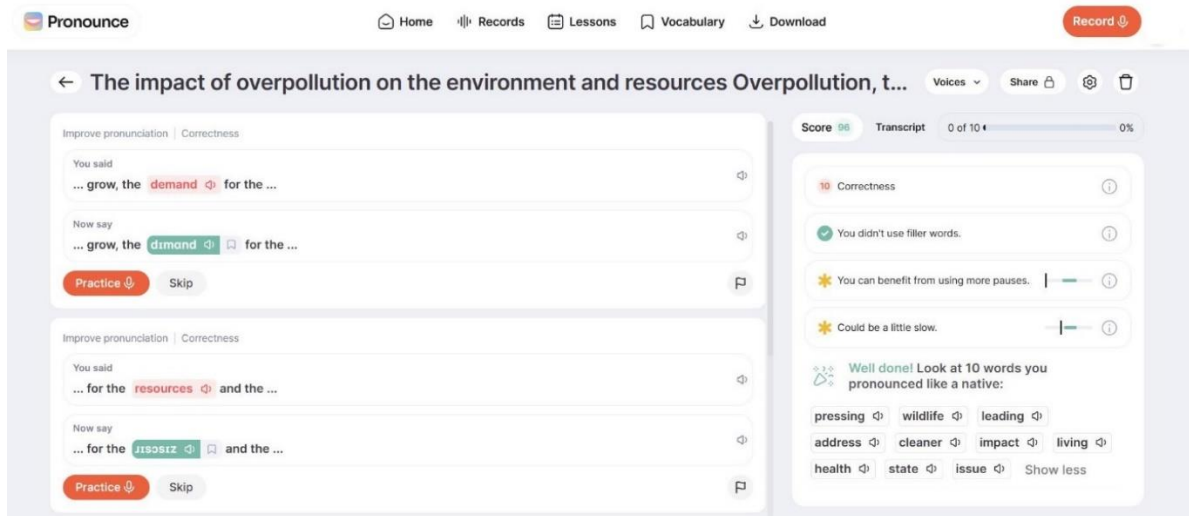 Pronounce
Home Records Lessons Vocabulary Download
Record
The impact of overpollution on the environment and resources Overpollution, t...
Voices Share
Improve pronunciation | Correctness
You said
... grow, the demand for the ...
Now say
... grow, the dɪmɑnd for the ...
Practice Skip
Improve pronunciation | Correctness
You said
... for the resources and the ...
Now say
... for the ɹɪsɔsɪz and the ...
Practice Skip
Score 96 Transcript 0 of 10 0%
10 Correctness
You didn't use filler words.
You can benefit from using more pauses.
Could be a little slow.
Well done! Look at 10 words you
pronounced like a native:
pressing wildlife leading
address cleaner impact living
health state issue Show less